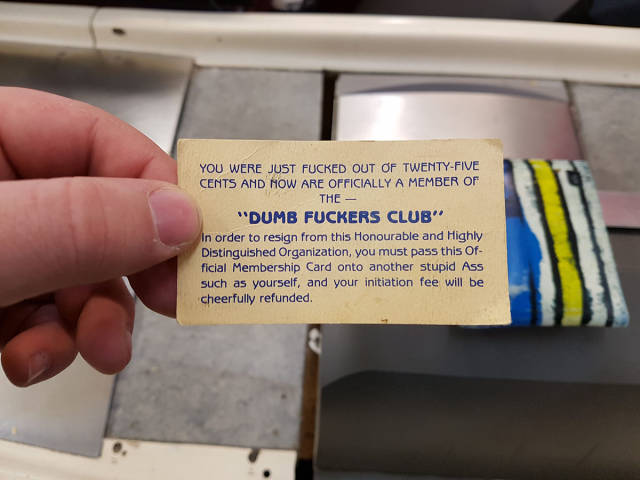 YOU WERE JUST FUCKED OUT OF TWENTY-FIVE
CENTS AND NOW ARE OFFICIALLY A MEMBER OF
THE —
"DUMB FUCKERS CLUB"
In order to resign from this Honourable and Highly
Distinguished Organization, you must pass this Of-
ficial Membership Card onto another stupid Ass
such as yourself, and your initiation fee will be
cheerfully refunded.